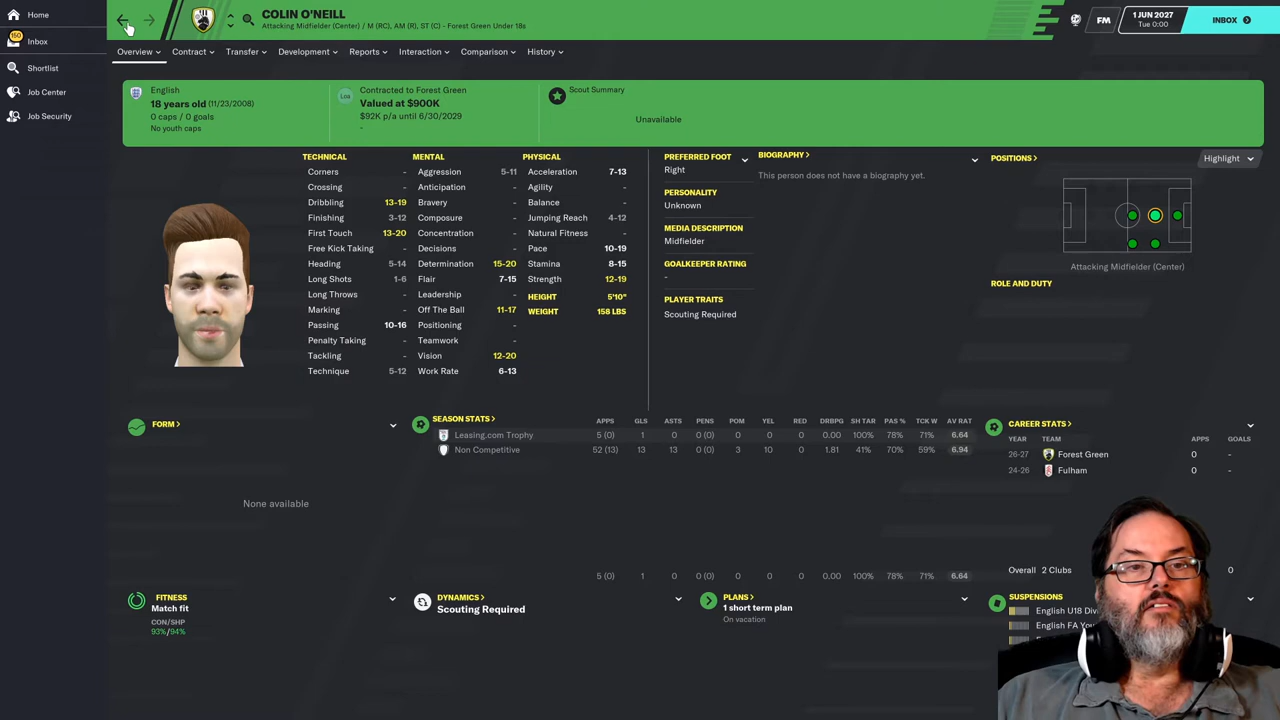 Home
Inbox
150
Shortlist
Job Center
Job Security
COLIN O'NEILL
Attacking Midfielder (Center) / M (RC), AM (R), ST (C) - Forest Green Under 18s
FM
1 JUN 2027
Tue 0:00
INBOX
Overview
Contract
Transfer
Development
Reports
Interaction
Comparison
History
English
18 years old (11/23/2008)
0 caps / 0 goals
No youth caps
Loa
Contracted to Forest Green
Valued at $900K
$92K p/a until 6/30/2029
-
Scout Summary
Unavailable
TECHNICAL
Corners -
Crossing -
Dribbling 13-19
Finishing 3-12
First Touch 13-20
Free Kick Taking -
Heading 5-14
Long Shots 1-6
Long Throws -
Marking -
Passing 10-16
Penalty Taking -
Tackling -
Technique 5-12
MENTAL
Aggression 5-11
Anticipation -
Bravery -
Composure -
Concentration -
Decisions -
Determination 15-20
Flair 7-15
Leadership -
Off The Ball 11-17
Positioning -
Teamwork -
Vision 12-20
Work Rate 6-13
PHYSICAL
Acceleration 7-13
Agility -
Balance -
Jumping Reach 4-12
Natural Fitness -
Pace 10-19
Stamina 8-15
Strength 12-19
HEIGHT 5'10"
WEIGHT 158 LBS
PREFERRED FOOT
Right
PERSONALITY
Unknown
MEDIA DESCRIPTION
Midfielder
GOALKEEPER RATING
-
PLAYER TRAITS
Scouting Required
BIOGRAPHY >
This person does not have a biography yet.
POSITIONS >
Highlight
Attacking Midfielder (Center)
ROLE AND DUTY
FORM >
None available
SEASON STATS > APPS GLS ASTS PENS POM YEL RED DRBPG SH TAR PAS % TCK W AV RAT
Leasing.com Trophy 5 (0) 1 0 0 (0) 0 0 0 0.00 100% 78% 71% 6.64
Non Competitive 52 (13) 13 13 0 (0) 3 10 0 1.81 41% 70% 59% 6.94
5 (0) 1 0 0 (0) 0 0 0 0.00 100% 78% 71% 6.64
CAREER STATS >
YEAR TEAM APPS GOALS
26-27 Forest Green 0 -
24-26 Fulham 0 -
Overall 2 Clubs 0
FITNESS
Match fit
CON/SHP
93%/94%
DYNAMICS >
Scouting Required
PLANS >
1 short term plan
On vacation
SUSPENSIONS
English U18 Div
English FA You